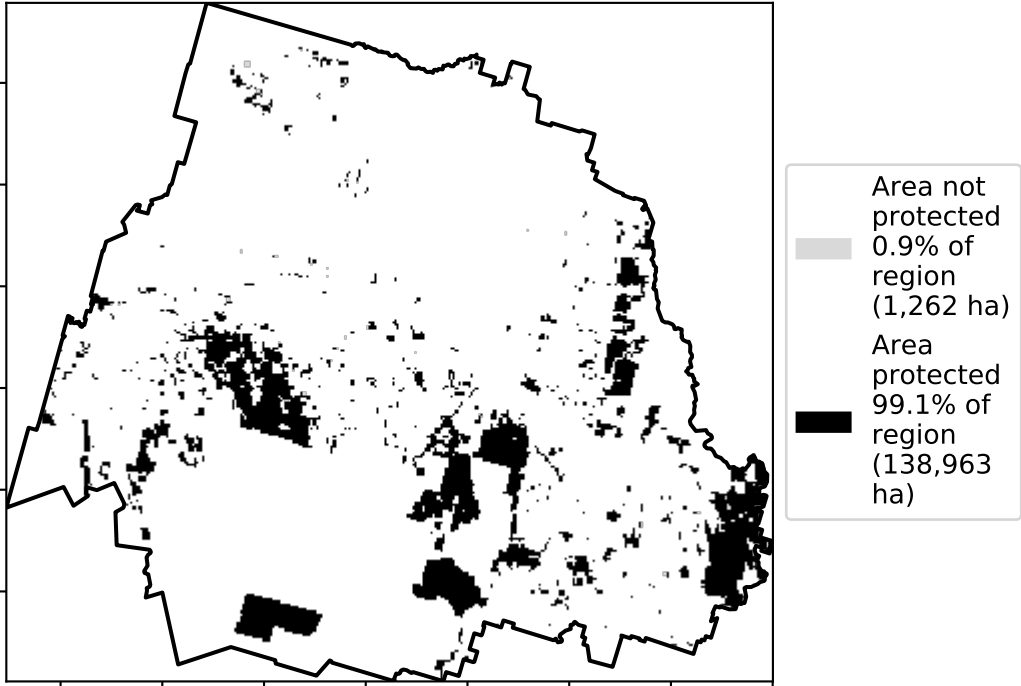 Area not
protected
0.9% of
region
(1,262 ha)
Area
protected
99.1% of
region
(138,963
ha)